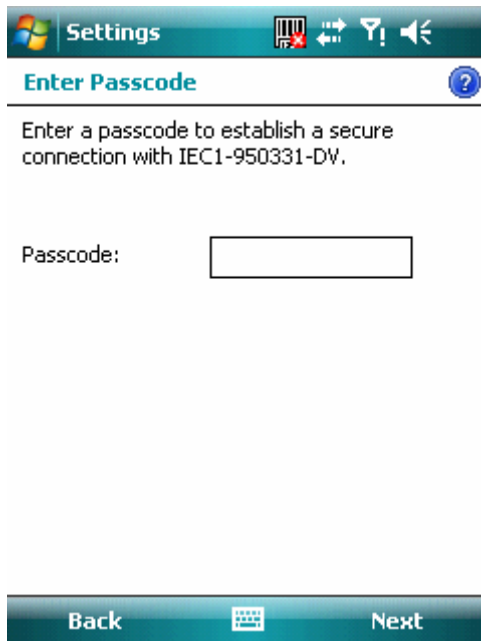 Settings
Enter Passcode
?
Enter a passcode to establish a secure
connection with IEC1-950331-DV.
Passcode:
Back Next